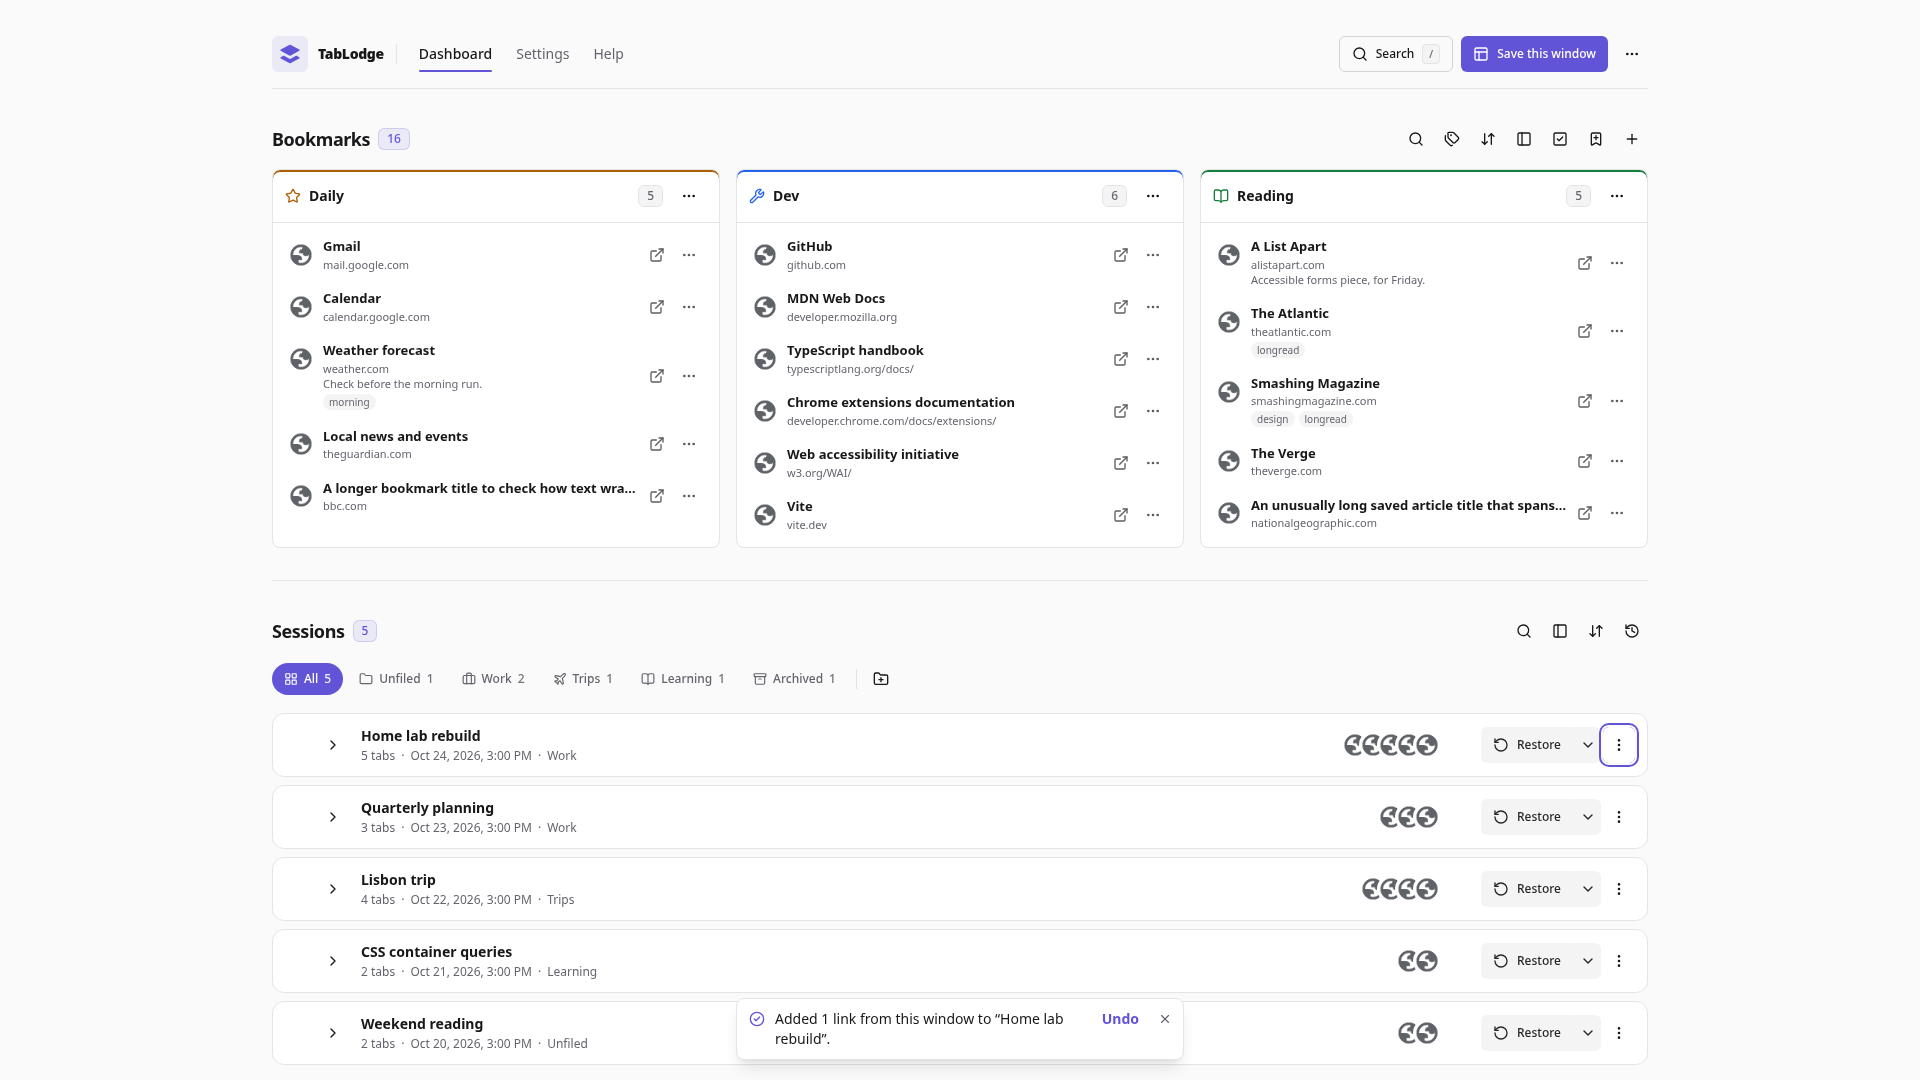 TabLodge
Dashboard
Settings
Help
Search /
Save this window
Bookmarks 16
Daily 5
Gmail
mail.google.com
Calendar
calendar.google.com
Weather forecast
weather.com
Check before the morning run.
morning
Local news and events
theguardian.com
A longer bookmark title to check how text wra...
bbc.com
Dev 6
GitHub
github.com
MDN Web Docs
developer.mozilla.org
TypeScript handbook
typescriptlang.org/docs/
Chrome extensions documentation
developer.chrome.com/docs/extensions/
Web accessibility initiative
w3.org/WAI/
Vite
vite.dev
Reading 5
A List Apart
alistapart.com
Accessible forms piece, for Friday.
The Atlantic
theatlantic.com
longread
Smashing Magazine
smashingmagazine.com
design longread
The Verge
theverge.com
An unusually long saved article title that spans...
nationalgeographic.com
Sessions 5
All 5
Unfiled 1
Work 2
Trips 1
Learning 1
Archived 1
Home lab rebuild
5 tabs · Oct 24, 2026, 3:00 PM · Work
Restore
Quarterly planning
3 tabs · Oct 23, 2026, 3:00 PM · Work
Restore
Lisbon trip
4 tabs · Oct 22, 2026, 3:00 PM · Trips
Restore
CSS container queries
2 tabs · Oct 21, 2026, 3:00 PM · Learning
Restore
Weekend reading
2 tabs · Oct 20, 2026, 3:00 PM · Unfiled
Restore
Added 1 link from this window to “Home lab
rebuild”.
Undo